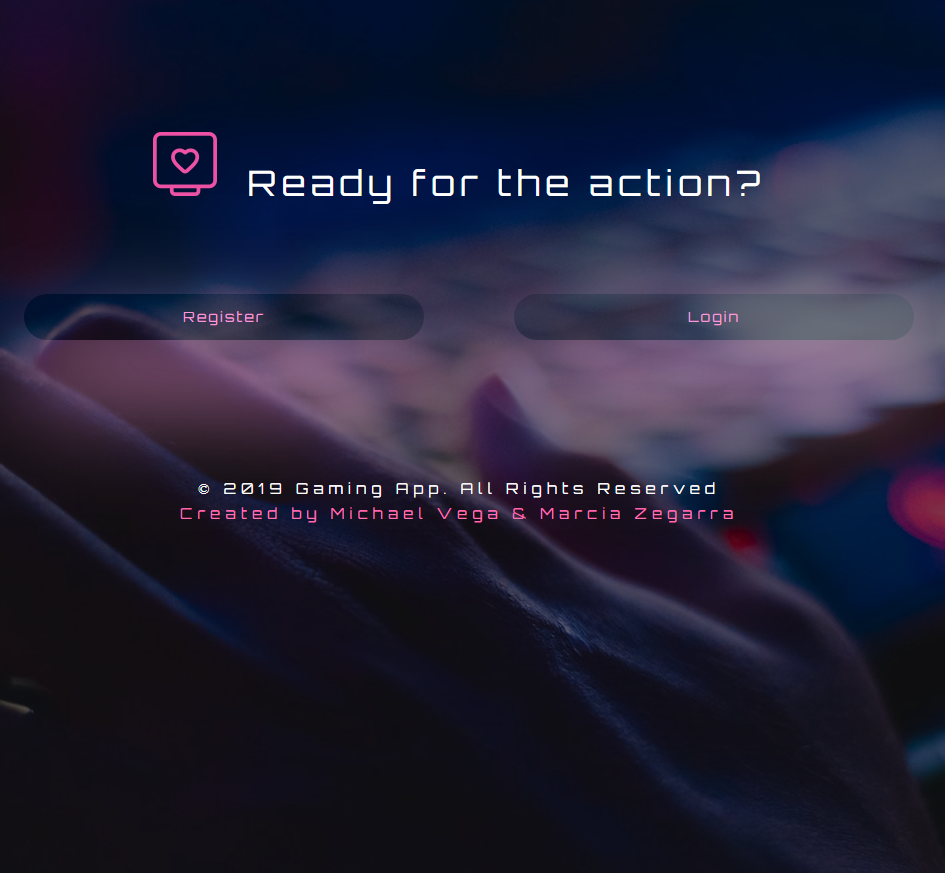 Ready for the action?
Register
Login
© 2019 Gaming App. All Rights Reserved
Created by Michael Vega & Marcia Zegarra